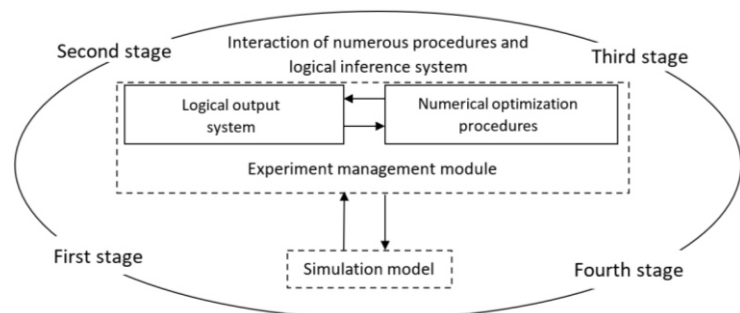 Second stage
Interaction of numerous procedures and
logical inference system
Third stage
Logical output
system
Numerical optimization
procedures
Experiment management module
First stage
Simulation model
Fourth stage